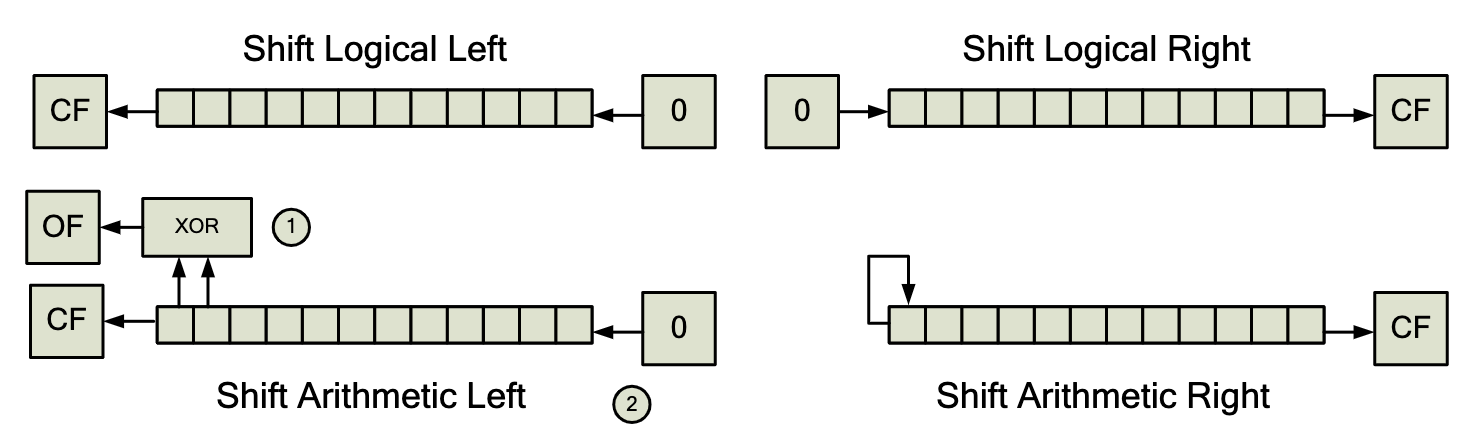 Shift Logical Left
Shift Logical Right
CF
0
0
CF
OF
XOR
1
CF
0
CF
Shift Arithmetic Left
2
Shift Arithmetic Right